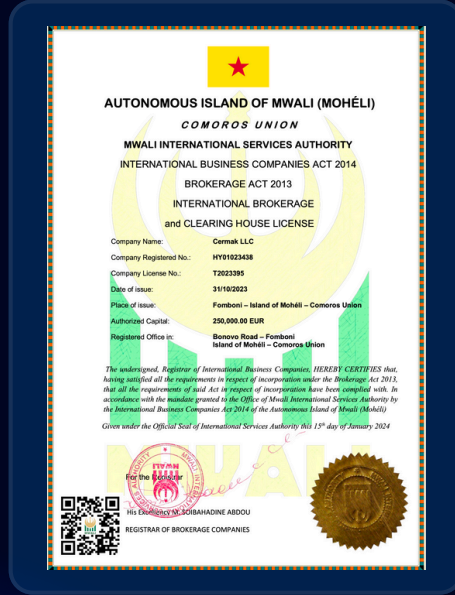 AUTONOMOUS ISLAND OF MWALI (MOHÉLI)
COMOROS UNION
MWALI INTERNATIONAL SERVICES AUTHORITY
INTERNATIONAL BUSINESS COMPANIES ACT 2014
BROKERAGE ACT 2013
INTERNATIONAL BROKERAGE
and CLEARING HOUSE LICENSE
Company Name: Cermak LLC
Company Registered No.: HY01023438
Company License No.: T2023395
Date of issue: 31/10/2023
Place of issue: Fomboni – Island of Mohéli – Comoros Union
Authorized Capital: 250,000.00 EUR
Registered Office in: Bonovo Road – Fomboni
Island of Mohéli – Comoros Union
The undersigned, Registrar of International Business Companies, HEREBY CERTIFIES that,
having satisfied all the requirements in respect of incorporation under the Brokerage Act 2013,
that all the requirements of said Act in respect of incorporation have been complied with. In
accordance with the mandate granted to the Office of Mwali International Services Authority by
the International Business Companies Act 2014 of the Autonomous Island of Mwali (Mohéli)
Given under the Official Seal of International Services Authority this 15th day of January 2024
MWALI
For the Registrar
His Excellency M. SOIBAHADINE ABDOU
REGISTRAR OF BROKERAGE COMPANIES